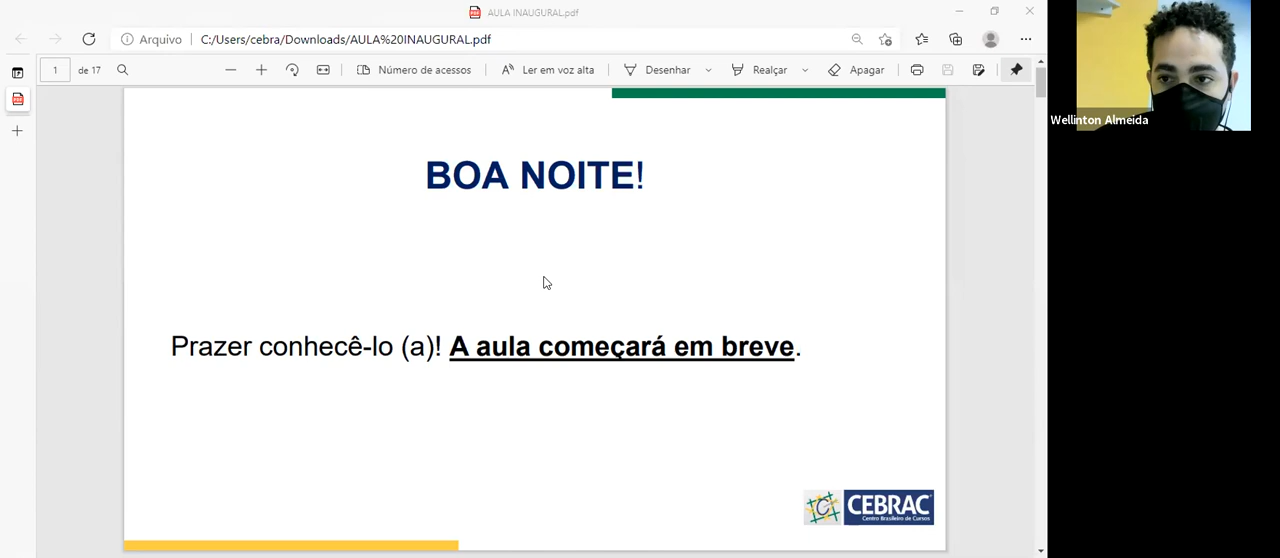 AULA INAUGURAL.pdf
Arquivo C:/Users/cebra/Downloads/AULA%20INAUGURAL.pdf
1 de 17 Número de acessos Ler em voz alta Desenhar Realçar Apagar
Wellinton Almeida
BOA NOITE!
Prazer conhecê-lo (a)! A aula começará em breve.
CEBRAC
Centro Brasileiro de Cursos